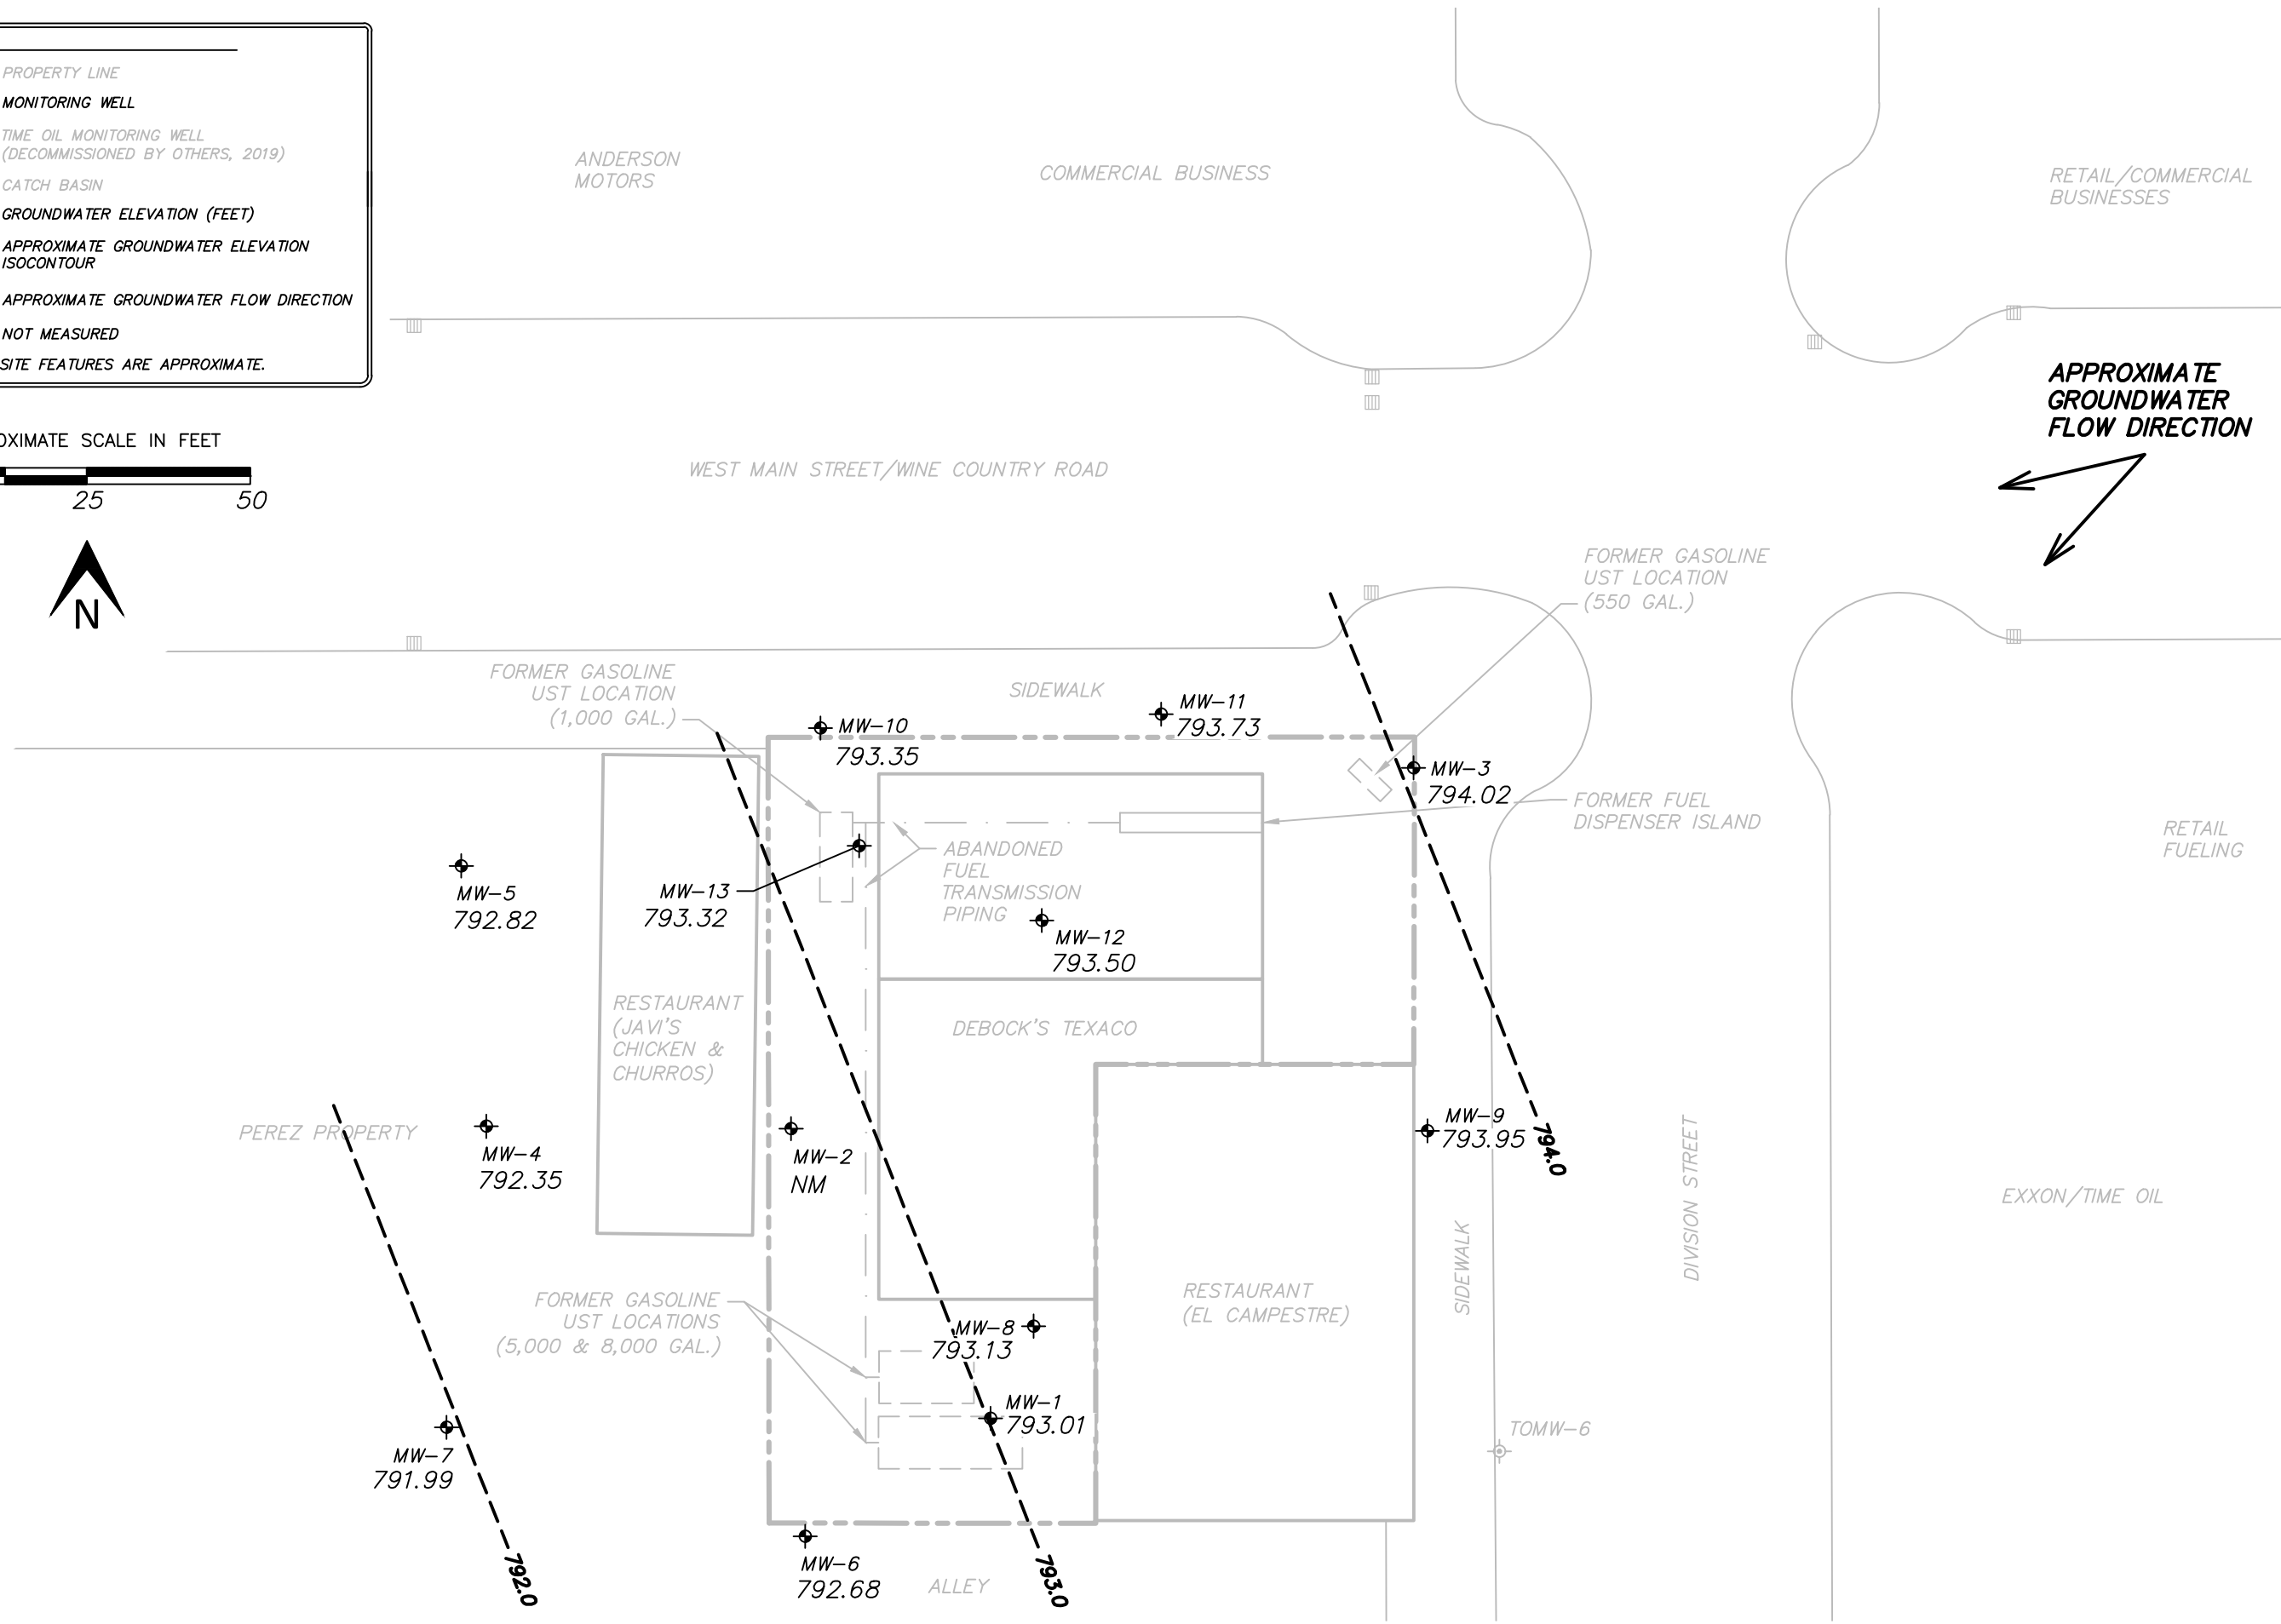 PROPERTY LINE
MONITORING WELL
TIME OIL MONITORING WELL
(DECOMMISSIONED BY OTHERS, 2019)
CATCH BASIN
GROUNDWATER ELEVATION (FEET)
APPROXIMATE GROUNDWATER ELEVATION
ISOCONTOUR
APPROXIMATE GROUNDWATER FLOW DIRECTION
NOT MEASURED
SITE FEATURES ARE APPROXIMATE.
OXIMATE SCALE IN FEET
25 50
N
ANDERSON
MOTORS
COMMERCIAL BUSINESS
RETAIL/COMMERCIAL
BUSINESSES
APPROXIMATE
GROUNDWATER
FLOW DIRECTION
WEST MAIN STREET/WINE COUNTRY ROAD
FORMER GASOLINE
UST LOCATION
(550 GAL.)
FORMER GASOLINE
UST LOCATION
(1,000 GAL.)
SIDEWALK
MW-11
793.73
MW-10
793.35
MW-3
794.02
FORMER FUEL
DISPENSER ISLAND
RETAIL
FUELING
ABANDONED
FUEL
TRANSMISSION
PIPING
MW-5
792.82
MW-13
793.32
MW-12
793.50
RESTAURANT
(JAVI'S
CHICKEN &
CHURROS)
DEBOCK'S TEXACO
PEREZ PROPERTY
MW-4
792.35
MW-2
NM
MW-9
793.95
794.0
DIVISION STREET
EXXON/TIME OIL
SIDEWALK
FORMER GASOLINE
UST LOCATIONS
(5,000 & 8,000 GAL.)
RESTAURANT
(EL CAMPESTRE)
MW-8
793.13
MW-1
793.01
TOMW-6
MW-7
791.99
792.0
MW-6
792.68
ALLEY
793.0